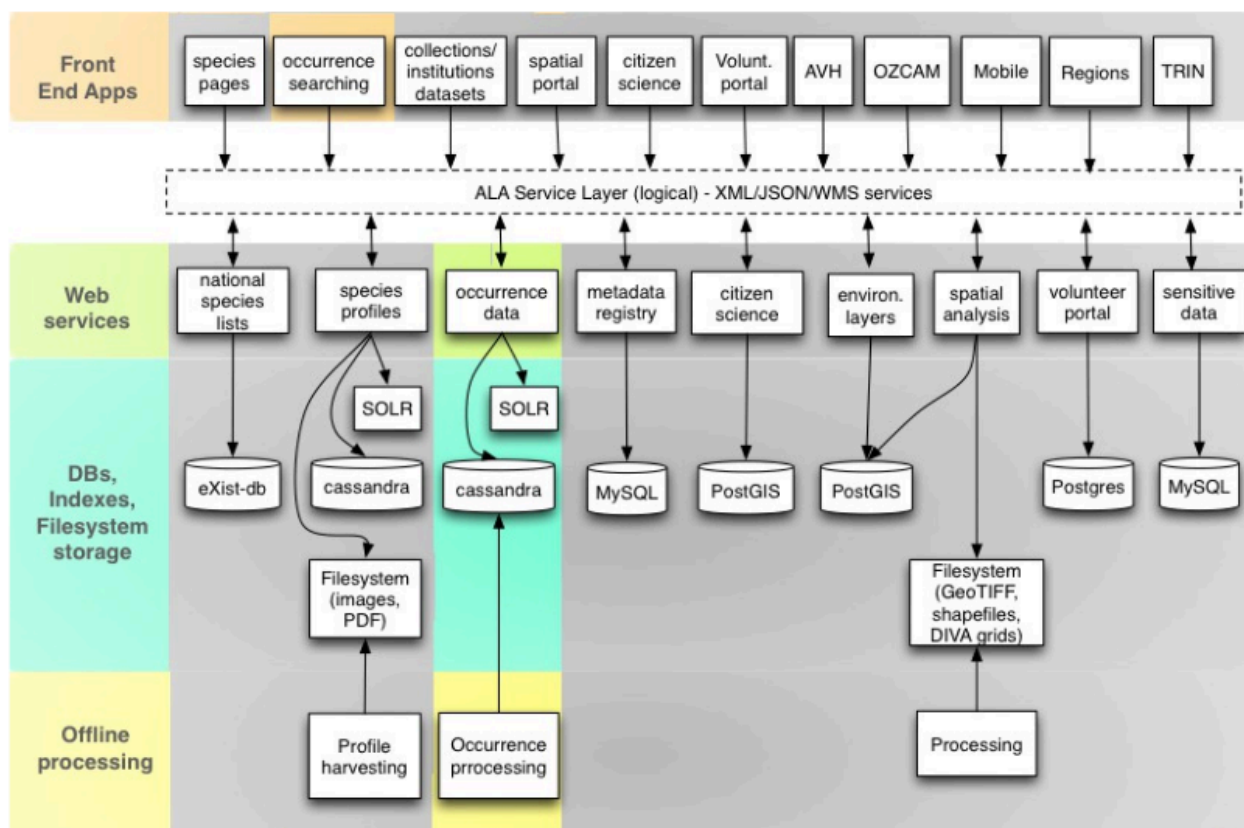 Front
End Apps
species
pages
occurrence
searching
collections/
institutions
datasets
spatial
portal
citizen
science
Volunt.
portal
AVH
OZCAM
Mobile
Regions
TRIN
ALA Service Layer (logical) - XML/JSON/WMS services
Web
services
national
species
lists
species
profiles
occurrence
data
metadata
registry
citizen
science
environ.
layers
spatial
analysis
volunteer
portal
sensitive
data
DBs,
Indexes,
Filesystem
storage
SOLR
SOLR
eXist-db
cassandra
cassandra
MySQL
PostGIS
PostGIS
Postgres
MySQL
Filesystem
(images,
PDF)
Filesystem
(GeoTIFF,
shapefiles,
DIVA grids)
Offline
processing
Profile
harvesting
Occurrence
prrocessing
Processing